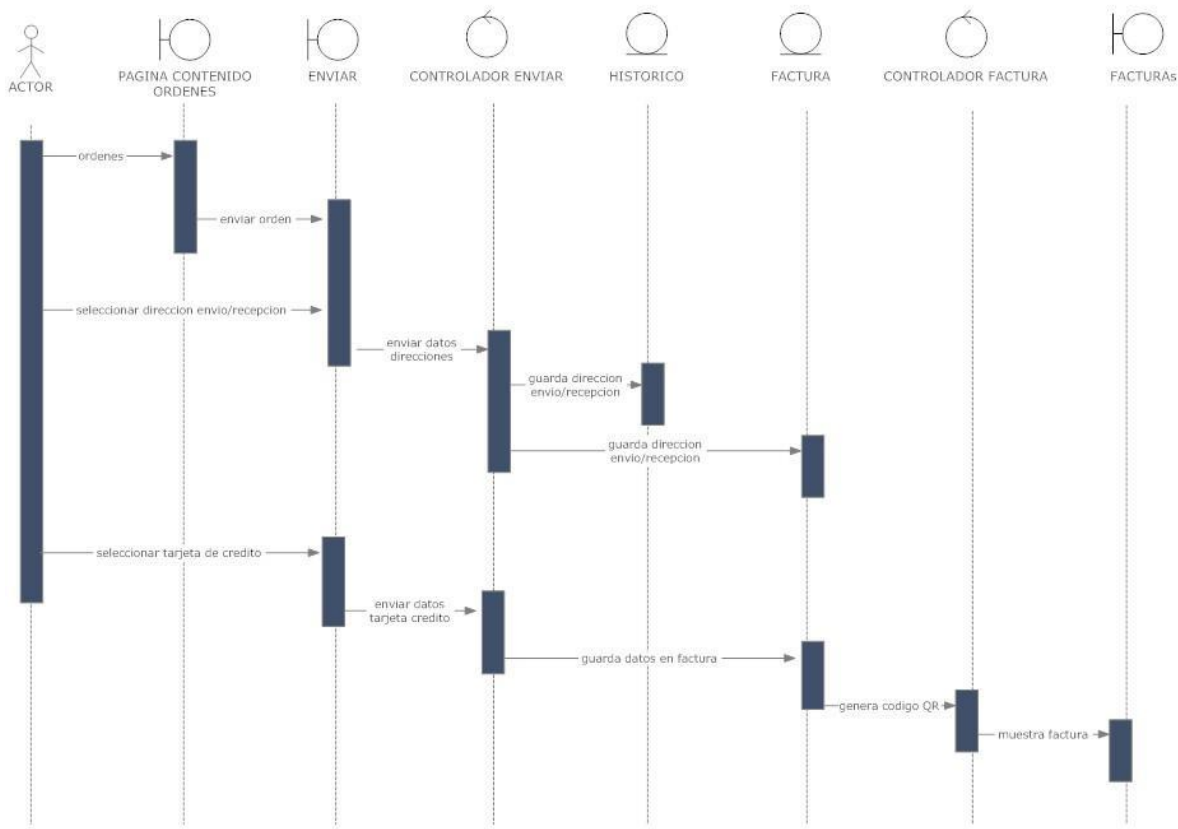 ACTOR
PAGINA CONTENIDO
ORDENES
ENVIAR
CONTROLADOR ENVIAR
HISTORICO
FACTURA
CONTROLADOR FACTURA
FACTURAs
ordenes
enviar orden
seleccionar direccion envio/recepcion
enviar datos
direcciones
guarda direccion
envio/recepcion
guarda direccion
envio/recepcion
seleccionar tarjeta de credito
enviar datos
tarjeta credito
guarda datos en factura
genera codigo QR
muestra factura